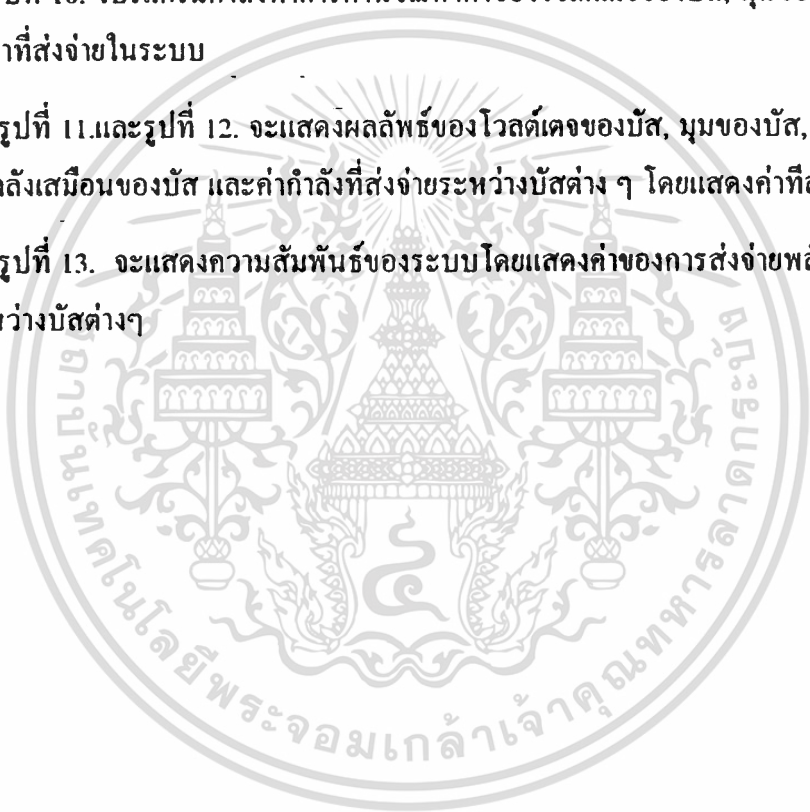 าที่ส่งจ่ายในระบบ
รูปที่ 11.และรูปที่ 12. จะแสดงผลลัพธ์ของโวลต์เตจของบัส, มุมของบัส,
ลังเสมือนของบัส และค่ากำลังที่ส่งจ่ายระหว่างบัสต่าง ๆ โดยแสดงค่าที่
รูปที่ 13. จะแสดงความสัมพันธ์ของระบบโดยแสดงค่าของการส่งจ่าย
หว่างบัสต่างๆ
สถาบันเทคโนโลยีพระจอมเกล้าเจ้าคุณทหารลาดกระบัง